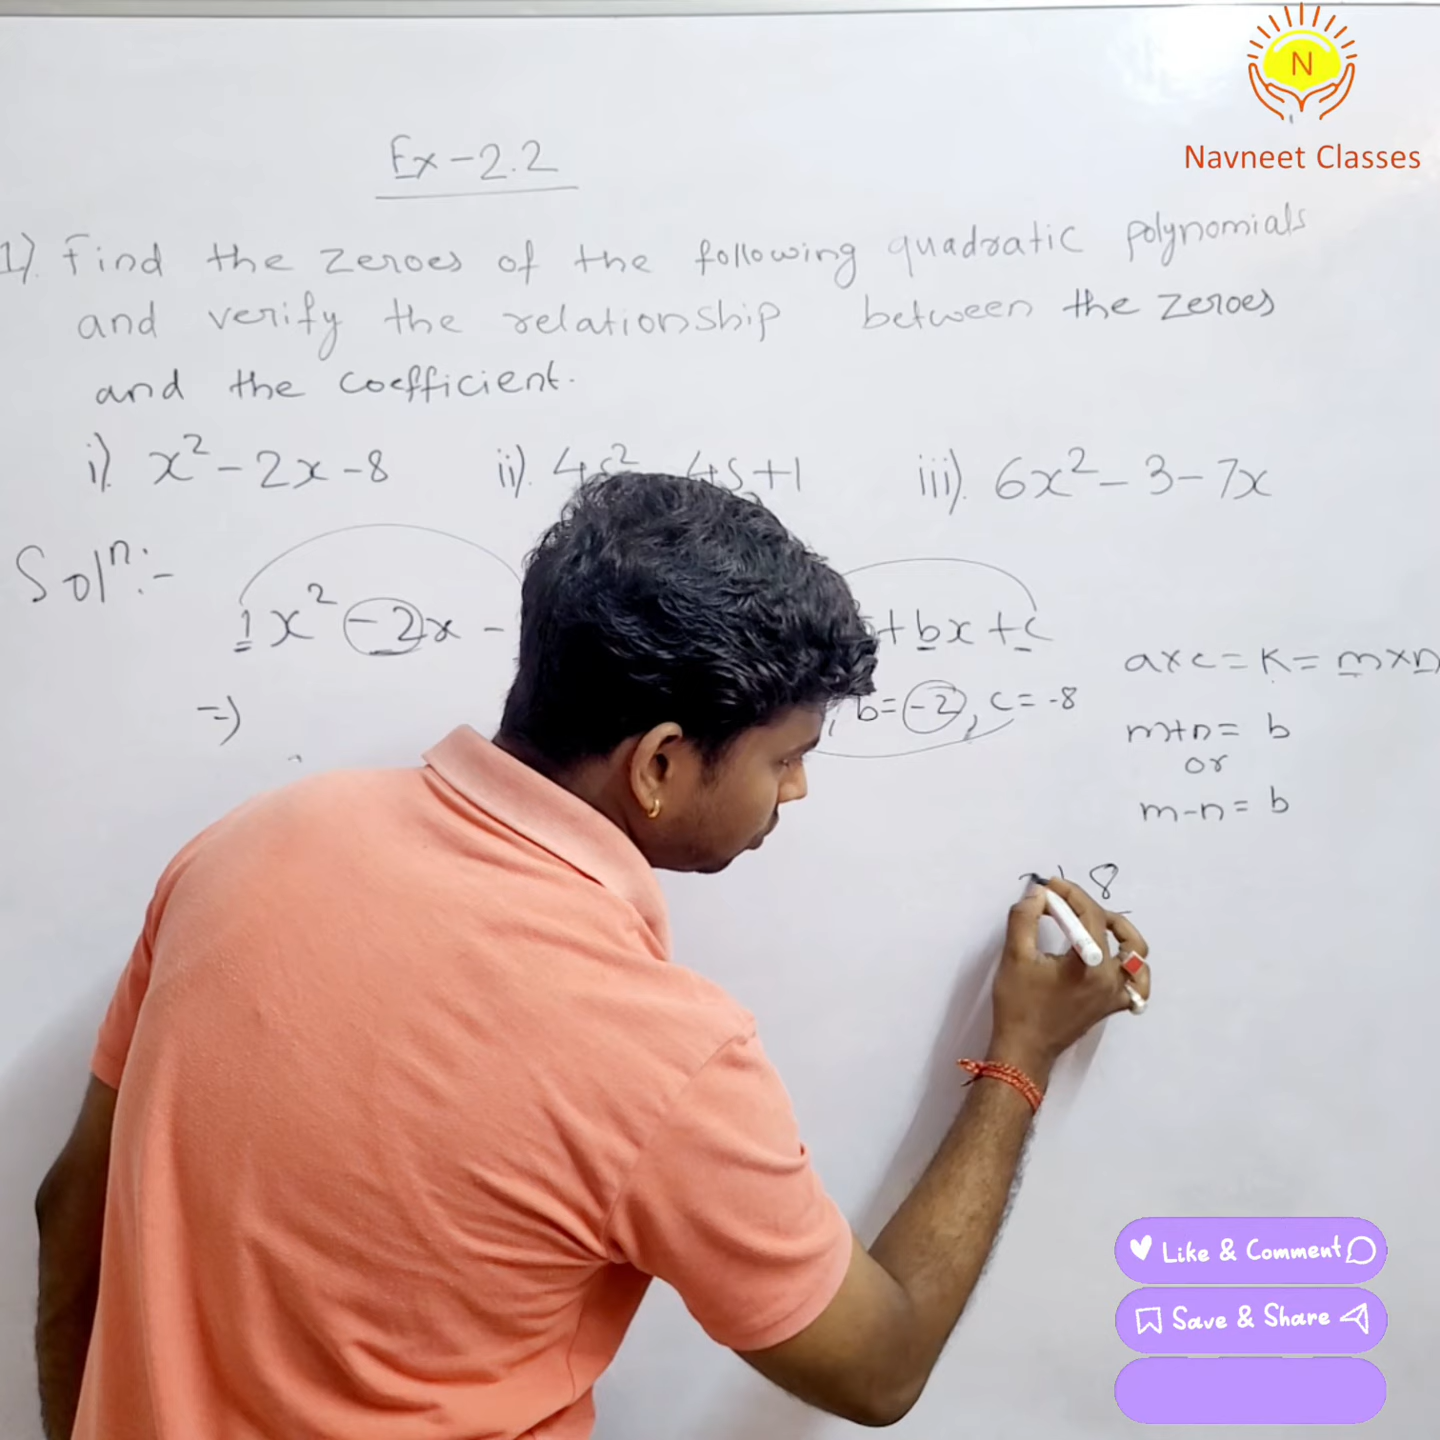 N
Navneet Classes
Ex-2.2
1). Find the zeroes of the following quadratic polynomials
and verify the relationship between the zeroes
and the coefficient.
i) x² - 2x - 8 ii). 4s² 4s+1 iii). 6x² - 3 - 7x
Solⁿ:-
1x² - 2x - + bx + c
=) , b = -2, c = -8
a×c = K = m×n
m+n = b
or
m-n = b
8
Like & Comment
Save & Share